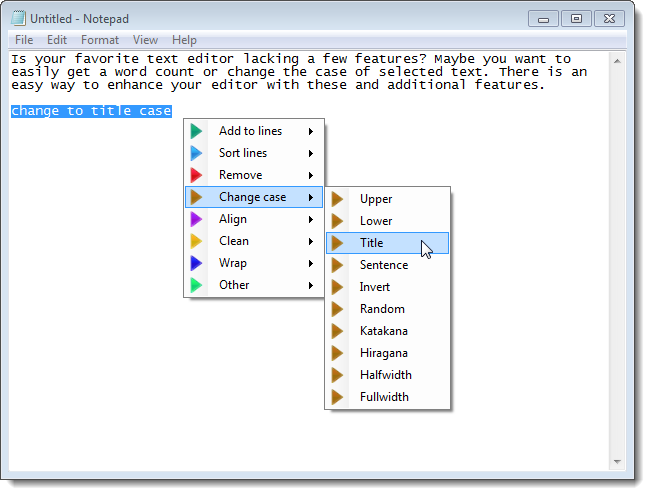 Untitled - Notepad
File Edit Format View Help
Is your favorite text editor lacking a few features? Maybe you want to
easily get a word count or change the case of selected text. There is an
easy way to enhance your editor with these and additional features.
change to title case
Add to lines
Sort lines
Remove
Change case
Align
Clean
Wrap
Other
Upper
Lower
Title
Sentence
Invert
Random
Katakana
Hiragana
Halfwidth
Fullwidth